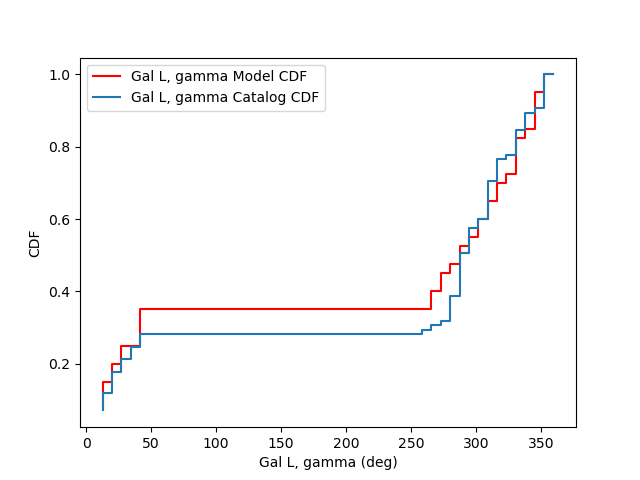 Gal L, gamma Model CDF
Gal L, gamma Catalog CDF
1.0
0.8
0.6
0.4
0.2
CDF
0 50 100 150 200 250 300 350
Gal L, gamma (deg)